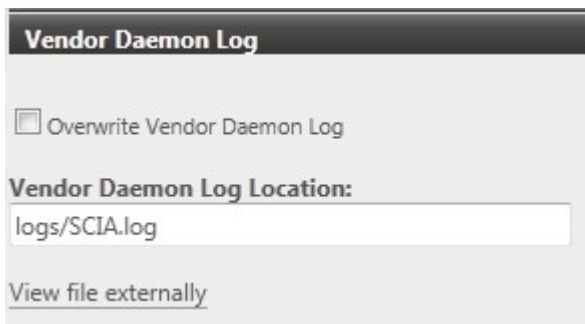 Vendor Daemon Log
Overwrite Vendor Daemon Log
Vendor Daemon Log Location:
logs/SCIA.log
View file externally